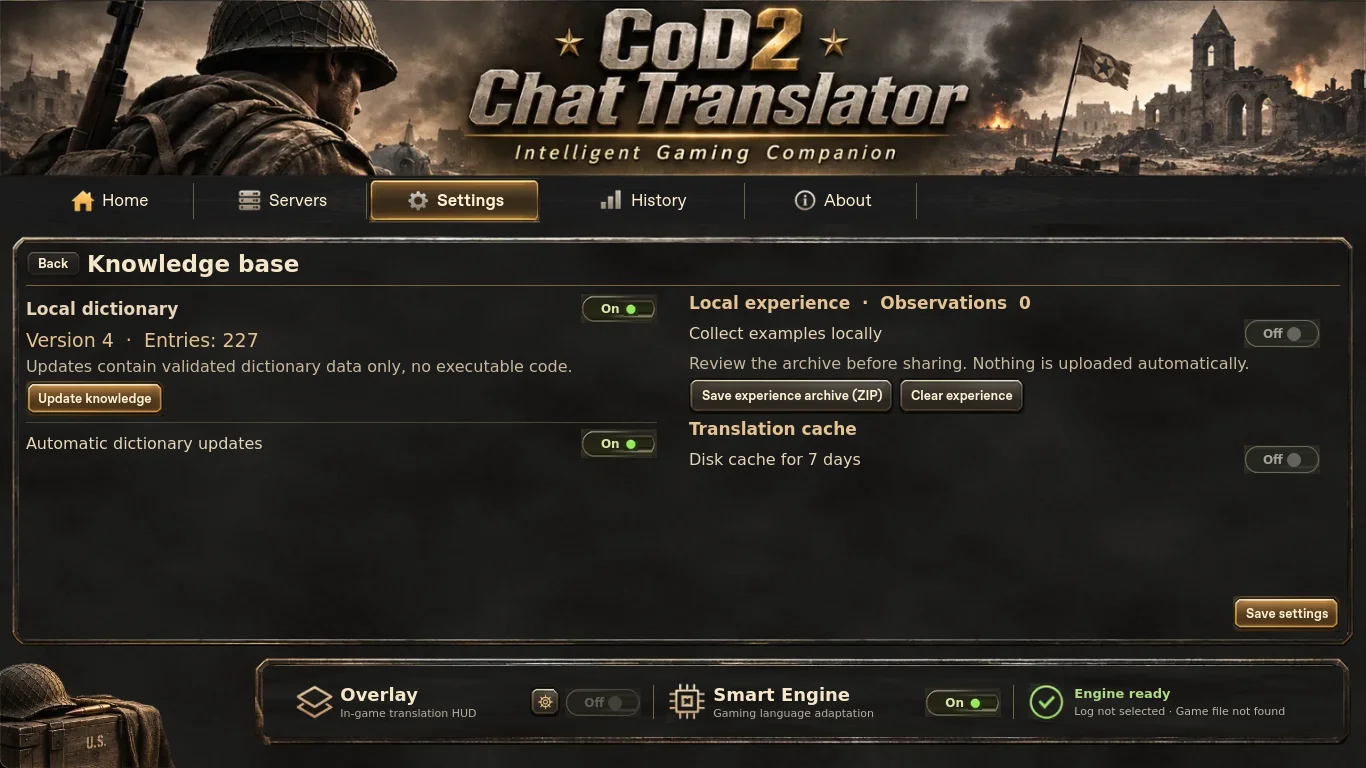 CoD2
Chat Translator
Intelligent Gaming Companion
Home
Servers
Settings
History
About
Back
Knowledge base
Local dictionary
On
Version 4 · Entries: 227
Updates contain validated dictionary data only, no executable code.
Update knowledge
Automatic dictionary updates
On
Local experience · Observations 0
Collect examples locally
Off
Review the archive before sharing. Nothing is uploaded automatically.
Save experience archive (ZIP)
Clear experience
Translation cache
Disk cache for 7 days
Off
Save settings
U.S.
Overlay
In-game translation HUD
Off
Smart Engine
Gaming language adaptation
On
Engine ready
Log not selected · Game file not found